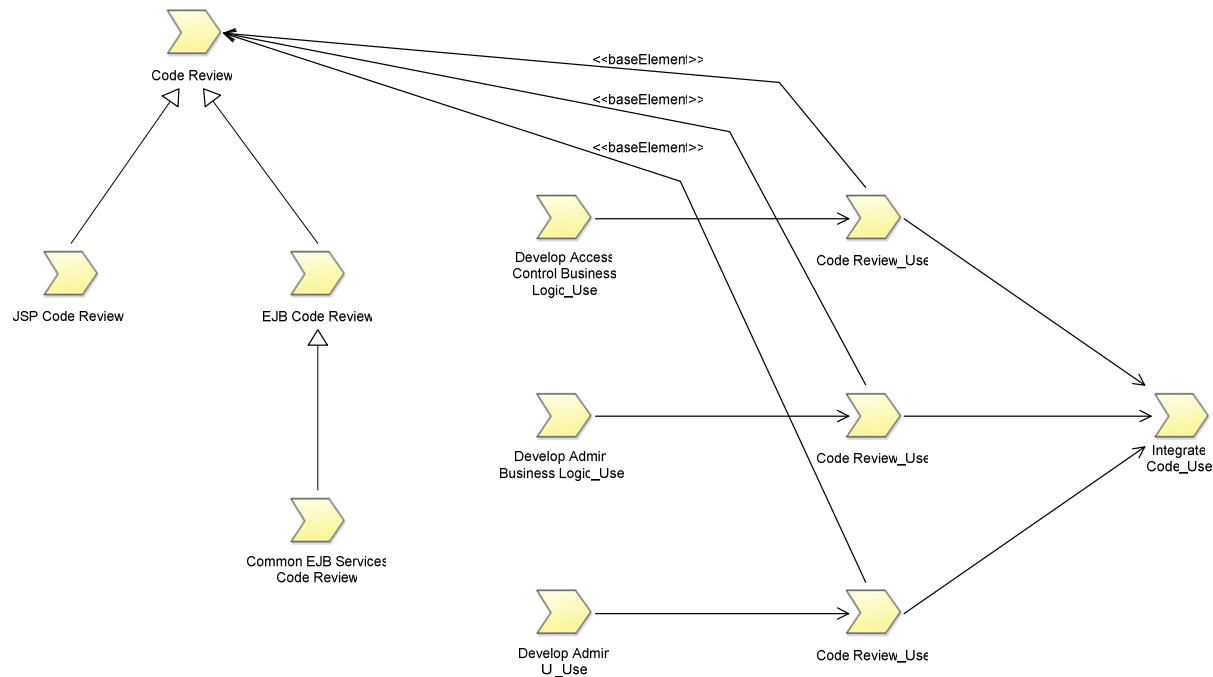 Code Review
<<baseElement>>
<<baseElement>>
<<baseElement>>
Develop Access
Control Business
Logic_Use
Code Review_Use
JSP Code Review
EJB Code Review
Develop Admin
Business Logic_Use
Code Review_Use
Integrate
Code_Use
Common EJB Services
Code Review
Develop Admin
UI_Use
Code Review_Use